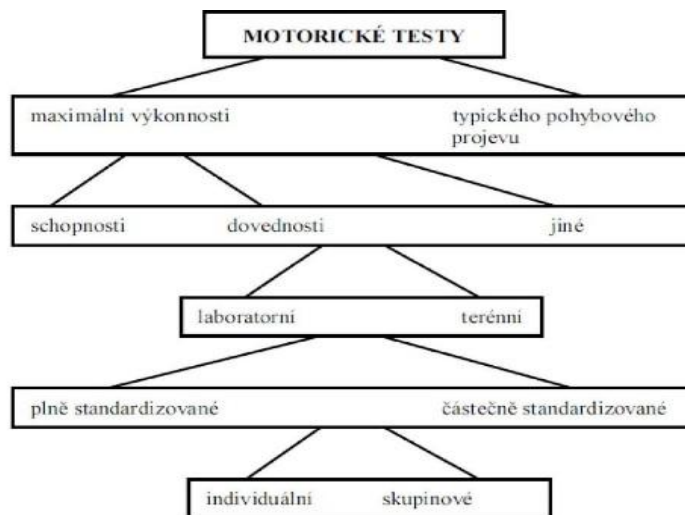 MOTORICKÉ TESTY
maximální výkonnosti
typického pohybového
projevu
schopnosti
dovednosti
jiné
laboratorní
terénní
plně standardizované
částečně standardizované
individuální
skupinové